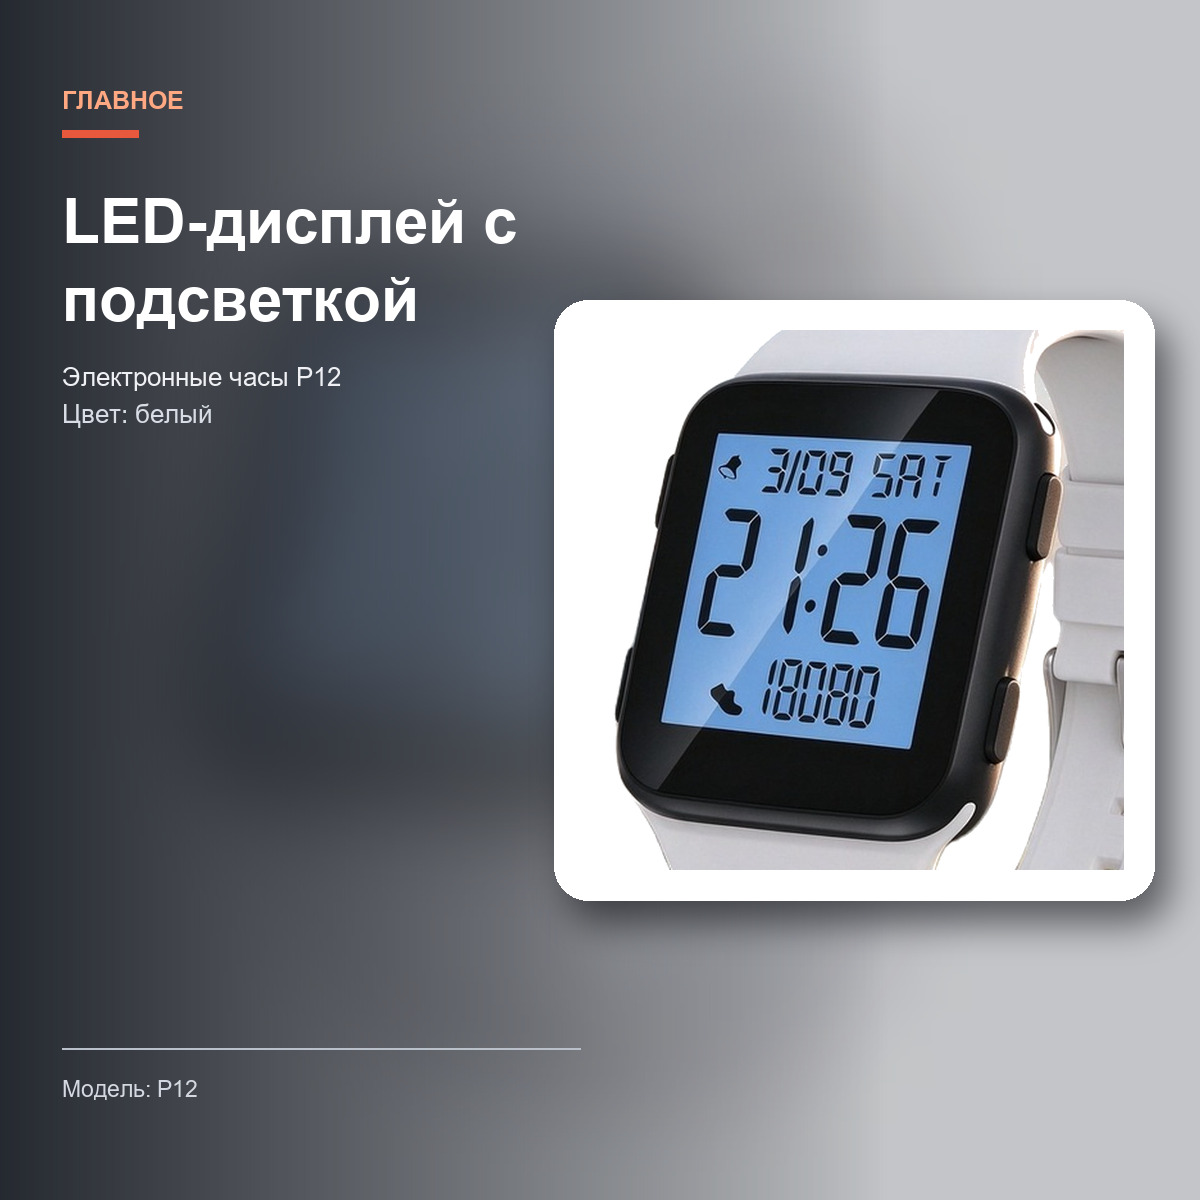 ГЛАВНОЕ
LED-дисплей с
подсветкой
Электронные часы P12
Цвет: белый
3/09 SAT
21:26
18080
Модель: P12